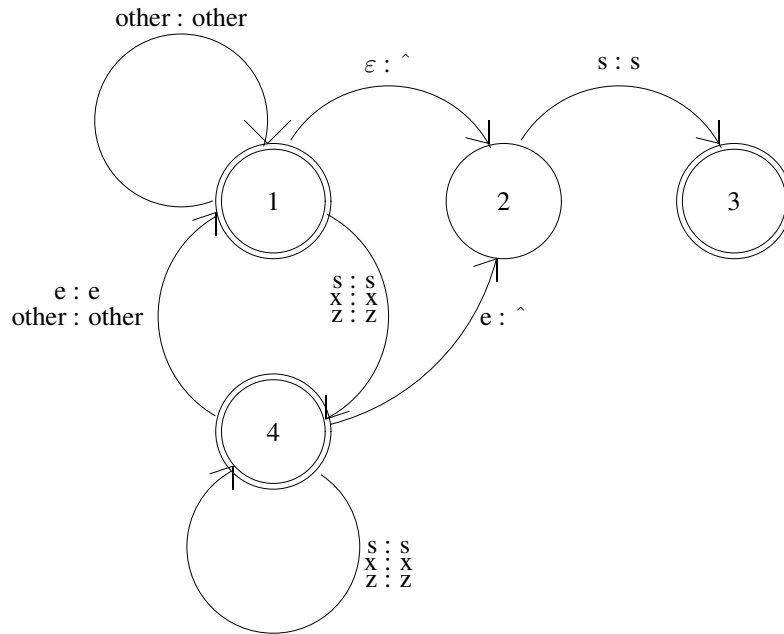 other : other
ε : ˆ
s : s
1
2
3
e : e
other : other
s : s
x : x
z : z
e : ˆ
4
s : s
x : x
z : z